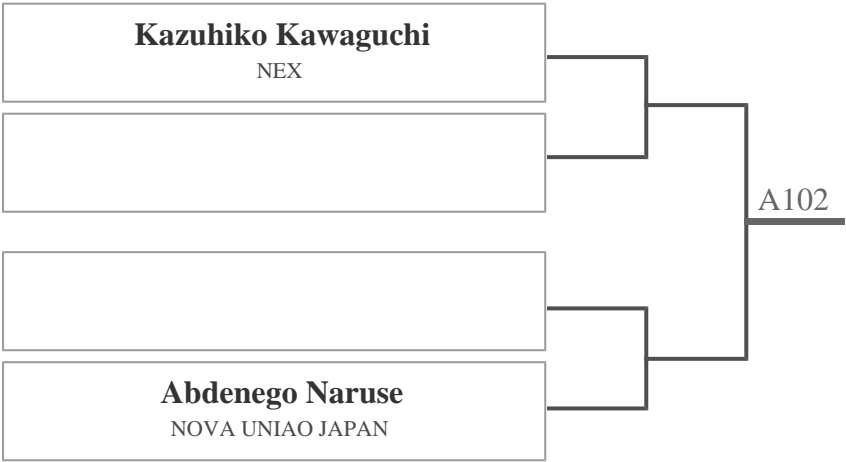 Kazuhiko Kawaguchi
NEX
A102
Abdenego Naruse
NOVA UNIAO JAPAN